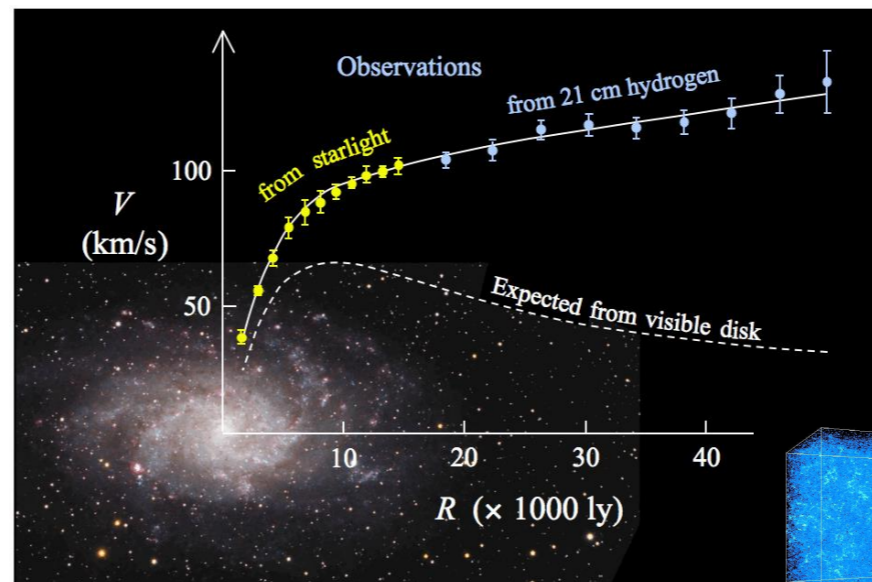 Observations
from starlight
from 21 cm hydrogen
100
V
(km/s)
50
Expected from visible disk
10
20
30
40
R (× 1000 ly)